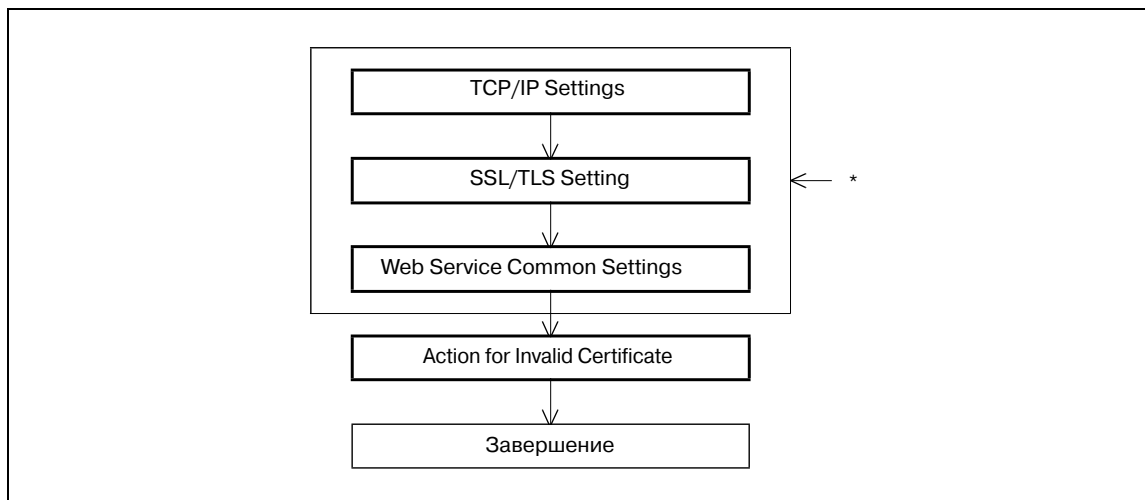 TCP/IP Settings
SSL/TLS Setting
*
Web Service Common Settings
Action for Invalid Certificate
Завершение